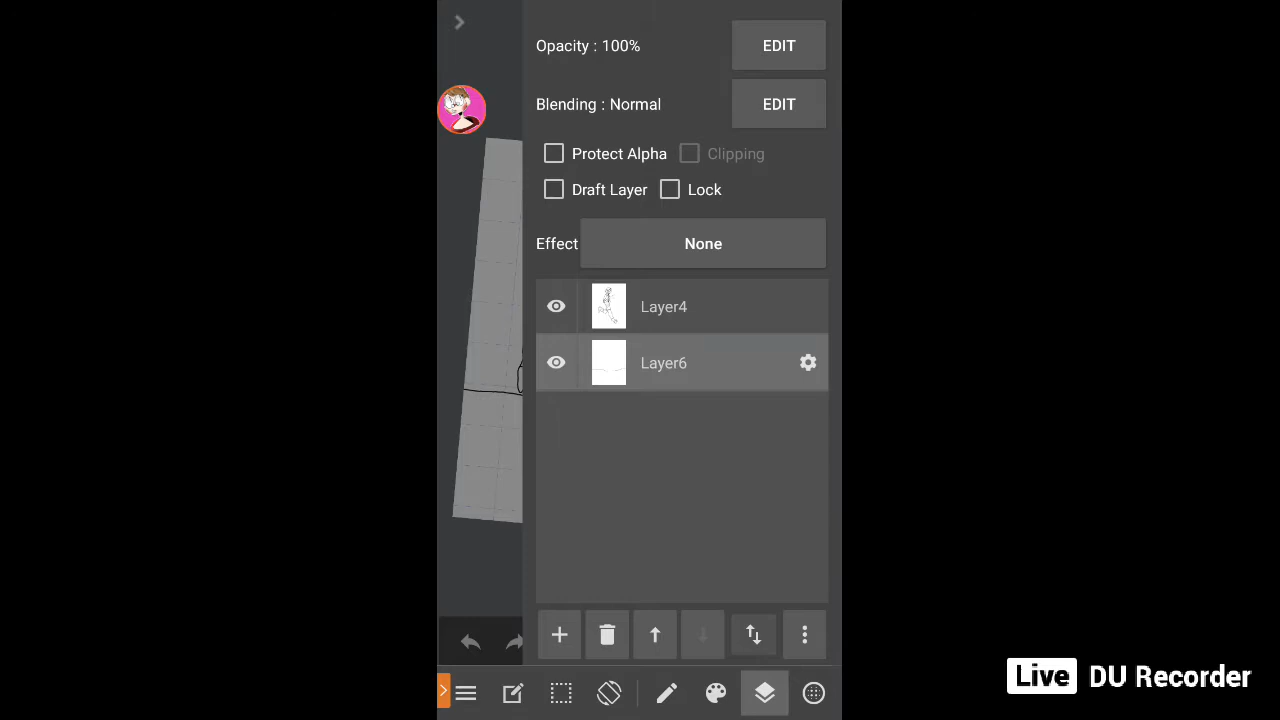 Opacity : 100%
EDIT
Blending : Normal
EDIT
Protect Alpha
Clipping
Draft Layer
Lock
Effect
None
Layer4
Layer6
Live DU Recorder